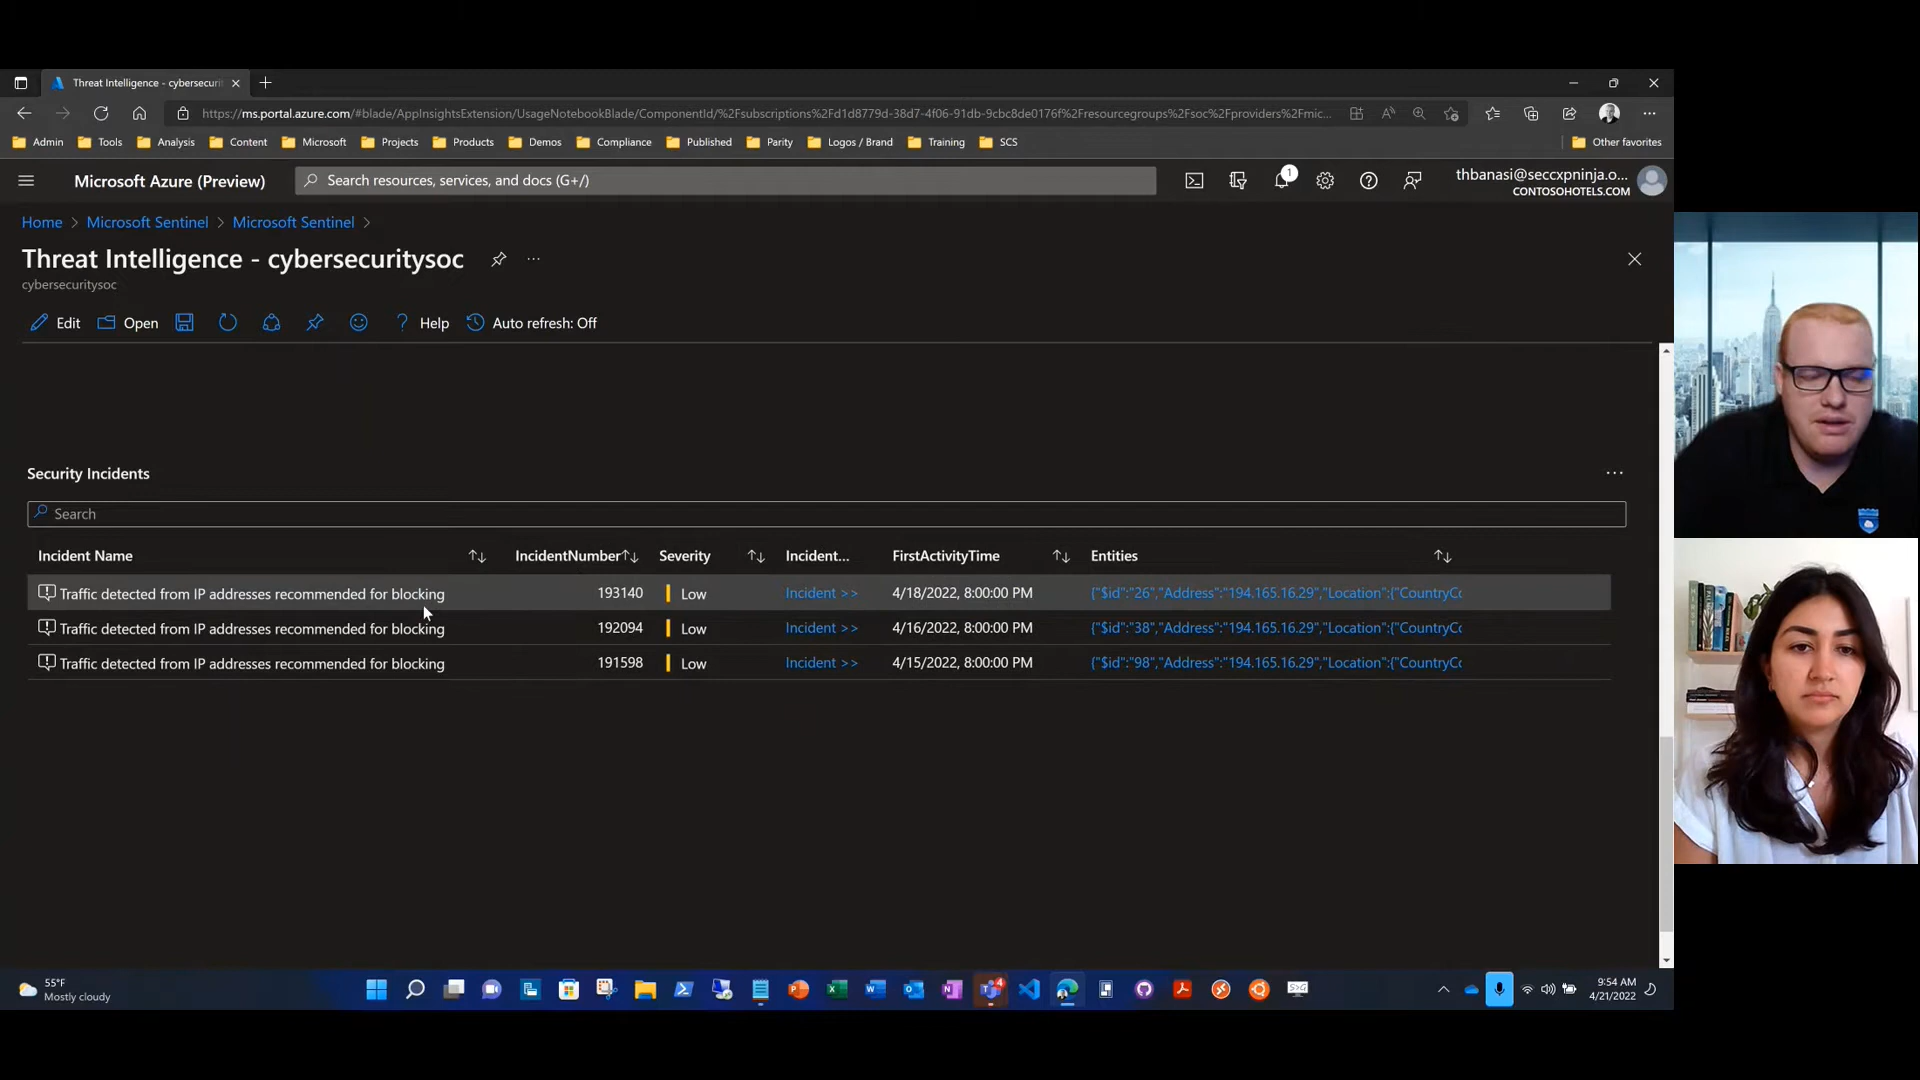 Threat Intelligence - cybersecurit
https://ms.portal.azure.com/#blade/AppInsightsExtension/UsageNotebookBlade/ComponentId/%2Fsubscriptions%2Fd1d8779d-38d7-4f06-91db-9cbc8de0176f%2Fresourcegroups%2Fsoc%2Fproviders%2Fmic...
Admin Tools Analysis Content Microsoft Projects Products Demos Compliance Published Parity Logos / Brand Training SCS Other favorites
Microsoft Azure (Preview) Search resources, services, and docs (G+/) 1 thbanasi@seccxpninja.o...
CONTOSOHOTELS.COM
Home > Microsoft Sentinel > Microsoft Sentinel >
Threat Intelligence - cybersecuritysoc ...
cybersecuritysoc
Edit Open ? Help Auto refresh: Off
Security Incidents ...
Search
Incident Name IncidentNumber Severity Incident... FirstActivityTime Entities
Traffic detected from IP addresses recommended for blocking 193140 Low Incident >> 4/18/2022, 8:00:00 PM {"$id":"26","Address":"194.165.16.29","Location":{"CountryCc
Traffic detected from IP addresses recommended for blocking 192094 Low Incident >> 4/16/2022, 8:00:00 PM {"$id":"38","Address":"194.165.16.29","Location":{"CountryCc
Traffic detected from IP addresses recommended for blocking 191598 Low Incident >> 4/15/2022, 8:00:00 PM {"$id":"98","Address":"194.165.16.29","Location":{"CountryCc
55°F
Mostly cloudy
9:54 AM
4/21/2022